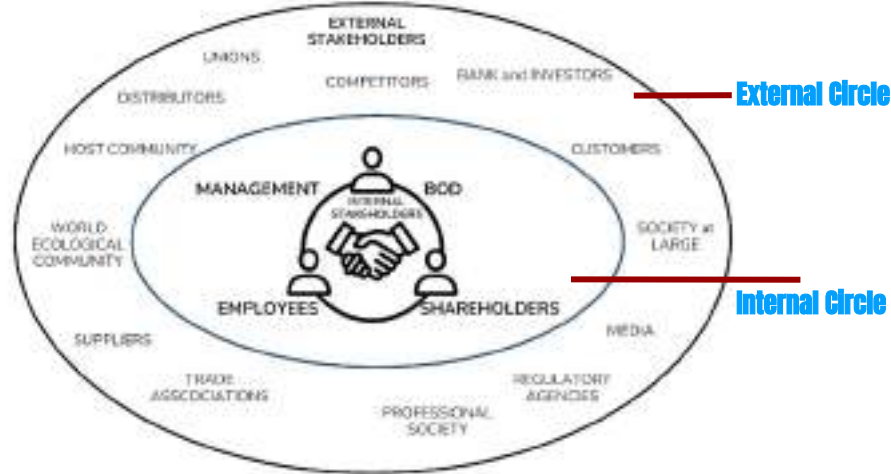 EXTERNAL
STAKEHOLDERS
UNIONS
COMPETITORS
BANK and INVESTORS
DISTRIBUTORS
External Circle
HOST COMMUNITY
CUSTOMERS
MANAGEMENT
BOD
INTERNAL
STAKEHOLDERS
WORLD
ECOLOGICAL
COMMUNITY
SOCIETY at
LARGE
EMPLOYEES
SHAREHOLDERS
Internal Circle
SUPPLIERS
MEDIA
TRADE
ASSCOCIATIONS
REGULATORY
AGENCIES
PROFESSIONAL
SOCIETY